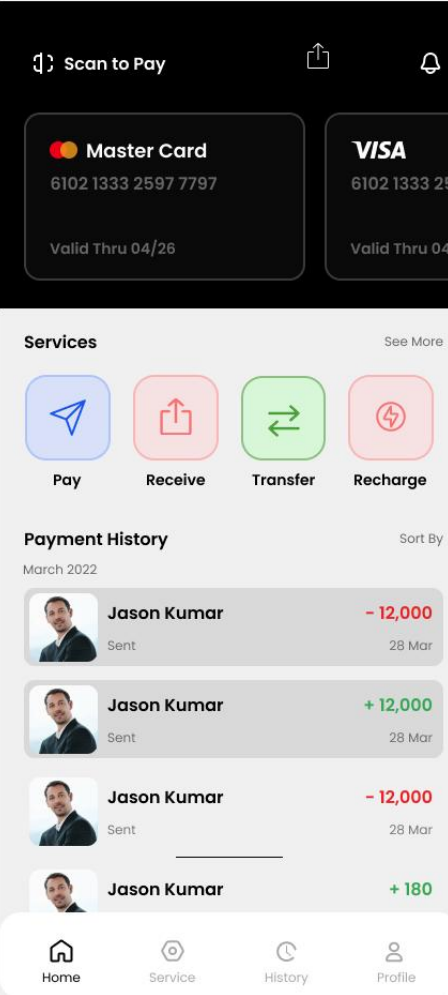 Scan to Pay
Master Card
6102 1333 2597 7797
Valid Thru 04/26
VISA
6102 1333 25
Valid Thru 04
Services
See More
Pay
Receive
Transfer
Recharge
Payment History
Sort By
March 2022
Jason Kumar
- 12,000
Sent
28 Mar
Jason Kumar
+ 12,000
Sent
28 Mar
Jason Kumar
- 12,000
Sent
28 Mar
Jason Kumar
+ 180
Home
Service
History
Profile